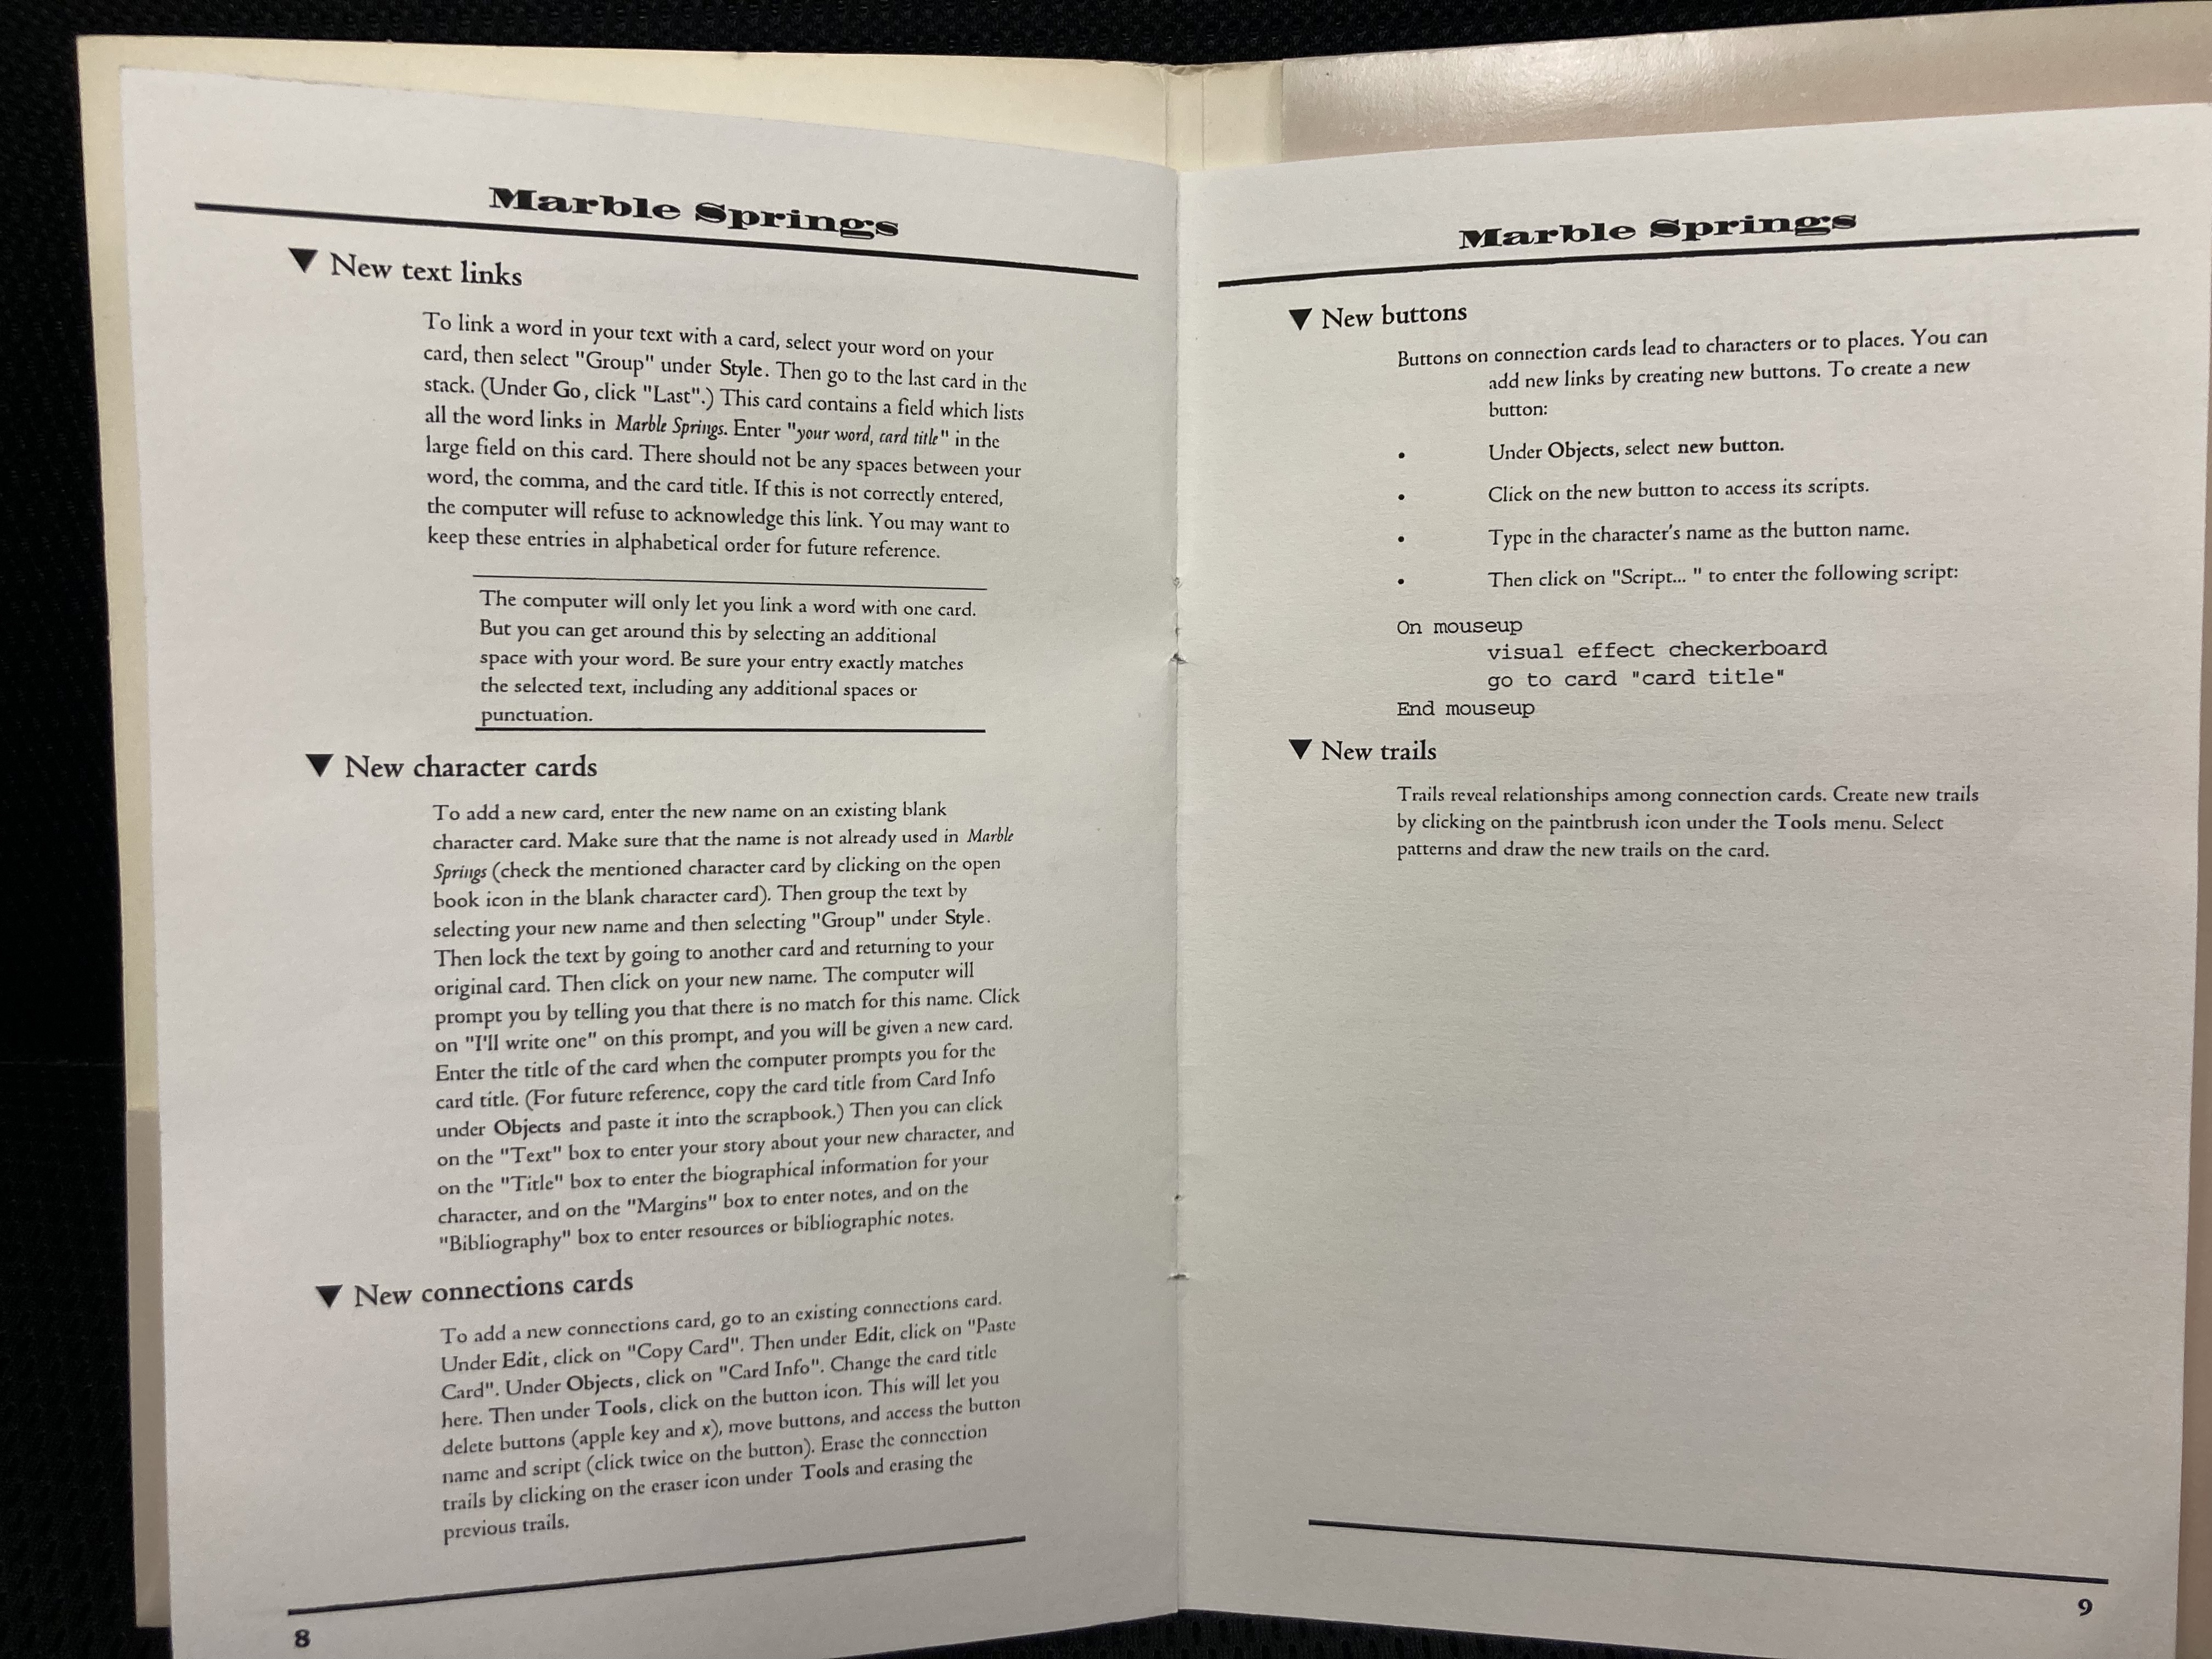 Marble Springs
▼ New text links
To link a word in your text with a card, select your word on your
card, then select "Group" under Style. Then go to the last card in the
stack. (Under Go, click "Last".) This card contains a field which lists
all the word links in Marble Springs. Enter "your word, card title" in the
large field on this card. There should not be any spaces between your
word, the comma, and the card title. If this is not correctly entered,
the computer will refuse to acknowledge this link. You may want to
keep these entries in alphabetical order for future reference.
The computer will only let you link a word with one card.
But you can get around this by selecting an additional
space with your word. Be sure your entry exactly matches
the selected text, including any additional spaces or
punctuation.
▼ New character cards
To add a new card, enter the new name on an existing blank
character card. Make sure that the name is not already used in Marble
Springs (check the mentioned character card by clicking on the open
book icon in the blank character card). Then group the text by
selecting your new name and then selecting "Group" under Style.
Then lock the text by going to another card and returning to your
original card. Then click on your new name. The computer will
prompt you by telling you that there is no match for this name. Click
on "I'll write one" on this prompt, and you will be given a new card.
Enter the title of the card when the computer prompts you for the
card title. (For future reference, copy the card title from Card Info
under Objects and paste it into the scrapbook.) Then you can click
on the "Text" box to enter your story about your new character, and
on the "Title" box to enter the biographical information for your
character, and on the "Margins" box to enter notes, and on the
"Bibliography" box to enter resources or bibliographic notes.
▼ New connections cards
To add a new connections card, go to an existing connections card.
Under Edit, click on "Copy Card". Then under Edit, click on "Paste
Card". Under Objects, click on "Card Info". Change the card title
here. Then under Tools, click on the button icon. This will let you
delete buttons (apple key and x), move buttons, and access the button
name and script (click twice on the button). Erase the connection
trails by clicking on the eraser icon under Tools and erasing the
previous trails.
8
Marble Springs
▼ New buttons
Buttons on connection cards lead to characters or to places. You can
add new links by creating new buttons. To create a new
button:
• Under Objects, select new button.
• Click on the new button to access its scripts.
• Type in the character's name as the button name.
• Then click on "Script... " to enter the following script:
On mouseup
visual effect checkerboard
go to card "card title"
End mouseup
▼ New trails
Trails reveal relationships among connection cards. Create new trails
by clicking on the paintbrush icon under the Tools menu. Select
patterns and draw the new trails on the card.
9